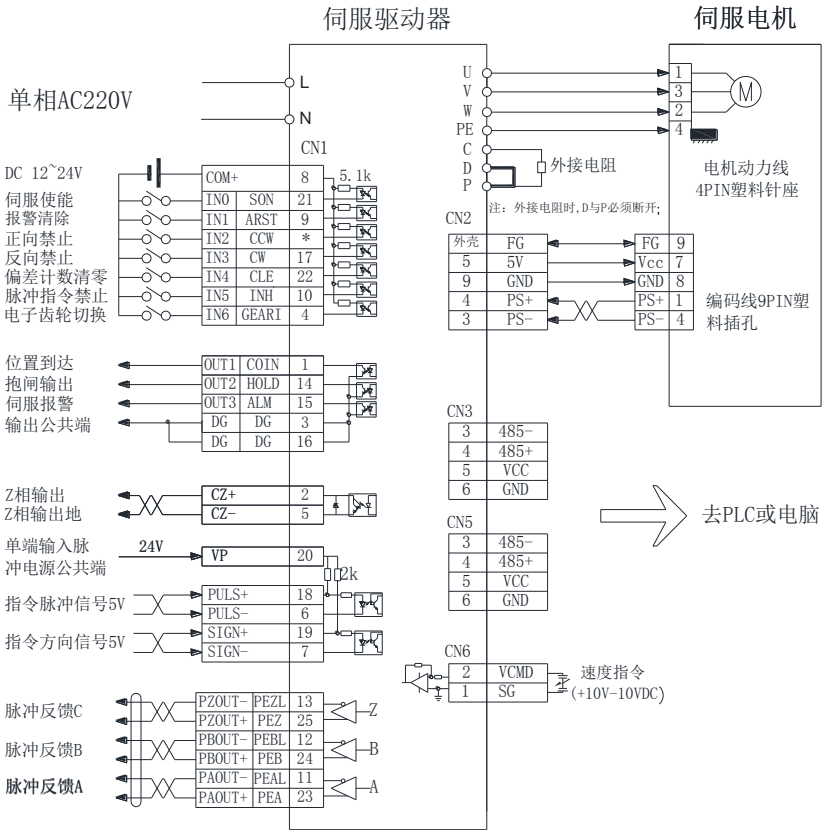 伺服驱动器
伺服电机
单相AC220V
L
N
CN1
DC 12~24V
COM+ 8 5.1k
伺服使能 IN0 SON 21
报警清除 IN1 ARST 9
正向禁止 IN2 CCW *
反向禁止 IN3 CW 17
偏差计数清零 IN4 CLE 22
脉冲指令禁止 IN5 INH 10
电子齿轮切换 IN6 GEARI 4
位置到达 OUT1 COIN 1
抱闸输出 OUT2 HOLD 14
伺服报警 OUT3 ALM 15
输出公共端 DG DG 3
DG DG 16
Z相输出 CZ+ 2
Z相输出地 CZ- 5
单端输入脉
冲电源公共端
24V VP 20
2k
指令脉冲信号5V
PULS+ 18
PULS- 6
指令方向信号5V
SIGN+ 19
SIGN- 7
脉冲反馈C
PZOUT- PEZL 13
PZOUT+ PEZ 25
Z
脉冲反馈B
PBOUT- PEBL 12
PBOUT+ PEB 24
B
脉冲反馈A
PAOUT- PEAL 11
PAOUT+ PEA 23
A
U 1
V 3
W 2
PE 4
M
C
D
P
外接电阻
注: 外接电阻时,D与P必须断开;
电机动力线
4PIN塑料针座
CN2
外壳 FG FG 9
5 5V Vcc 7
9 GND GND 8
4 PS+ PS+ 1
3 PS- PS- 4
编码线9PIN塑
料插孔
CN3
3 485-
4 485+
5 VCC
6 GND
CN5
3 485-
4 485+
5 VCC
6 GND
去PLC或电脑
CN6
2 VCMD
1 SG
速度指令
(+10V-10VDC)